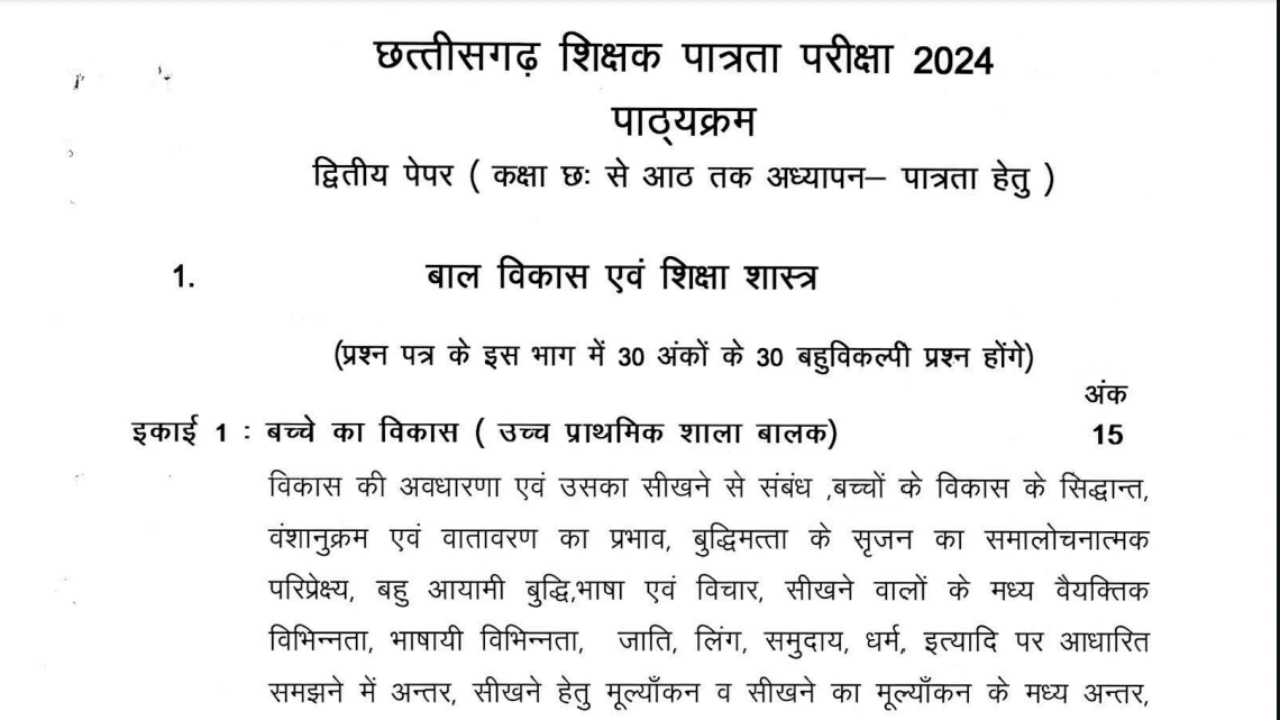 छत्तीसगढ़ शिक्षक पात्रता परीक्षा 2024
पाठ्यक्रम
द्वितीय पेपर ( कक्षा छः से आठ तक अध्यापन– पात्रता हेतु )
1. बाल विकास एवं शिक्षा शास्त्र
(प्रश्न पत्र के इस भाग में 30 अंकों के 30 बहुविकल्पी प्रश्न होंगे)
अंक
इकाई 1 : बच्चे का विकास ( उच्च प्राथमिक शाला बालक) 15
विकास की अवधारणा एवं उसका सीखने से संबंध ,बच्चों के विकास के सिद्धान्त,
वंशानुक्रम एवं वातावरण का प्रभाव, बुद्धिमत्ता के सृजन का समालोचनात्मक
परिप्रेक्ष्य, बहु आयामी बुद्धि,भाषा एवं विचार, सीखने वालों के मध्य वैयक्तिक
विभिन्नता, भाषायी विभिन्नता, जाति, लिंग, समुदाय, धर्म, इत्यादि पर आधारित
समझने में अन्तर, सीखने हेतु मूल्याँकन व सीखने का मूल्याँकन के मध्य अन्तर,